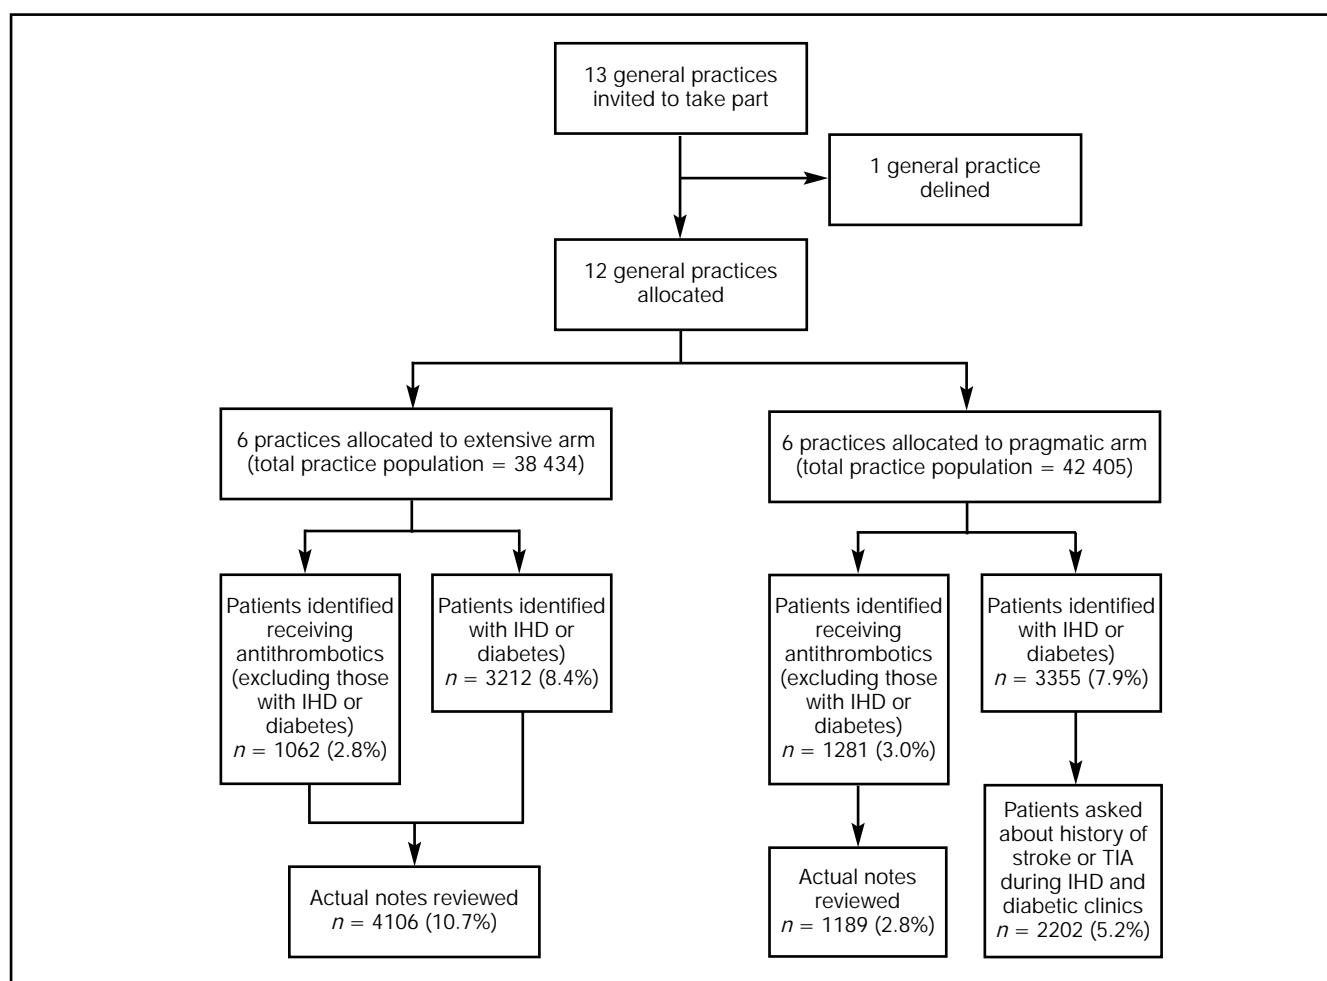 13 general practices
invited to take part
1 general practice
delined
12 general practices
allocated
6 practices allocated to extensive arm
(total practice population = 38 434)
6 practices allocated to pragmatic arm
(total practice population = 42 405)
Patients identified
receiving
antithrombotics
(excluding those
with IHD or
diabetes)
n = 1062 (2.8%)
Patients identified
with IHD or
diabetes)
n = 3212 (8.4%)
Patients identified
receiving
antithrombotics
(excluding those
with IHD or
diabetes)
n = 1281 (3.0%)
Patients identified
with IHD or
diabetes)
n = 3355 (7.9%)
Actual notes reviewed
n = 4106 (10.7%)
Actual notes
reviewed
n = 1189 (2.8%)
Patients asked
about history of
stroke or TIA
during IHD and
diabetic clinics
n = 2202 (5.2%)